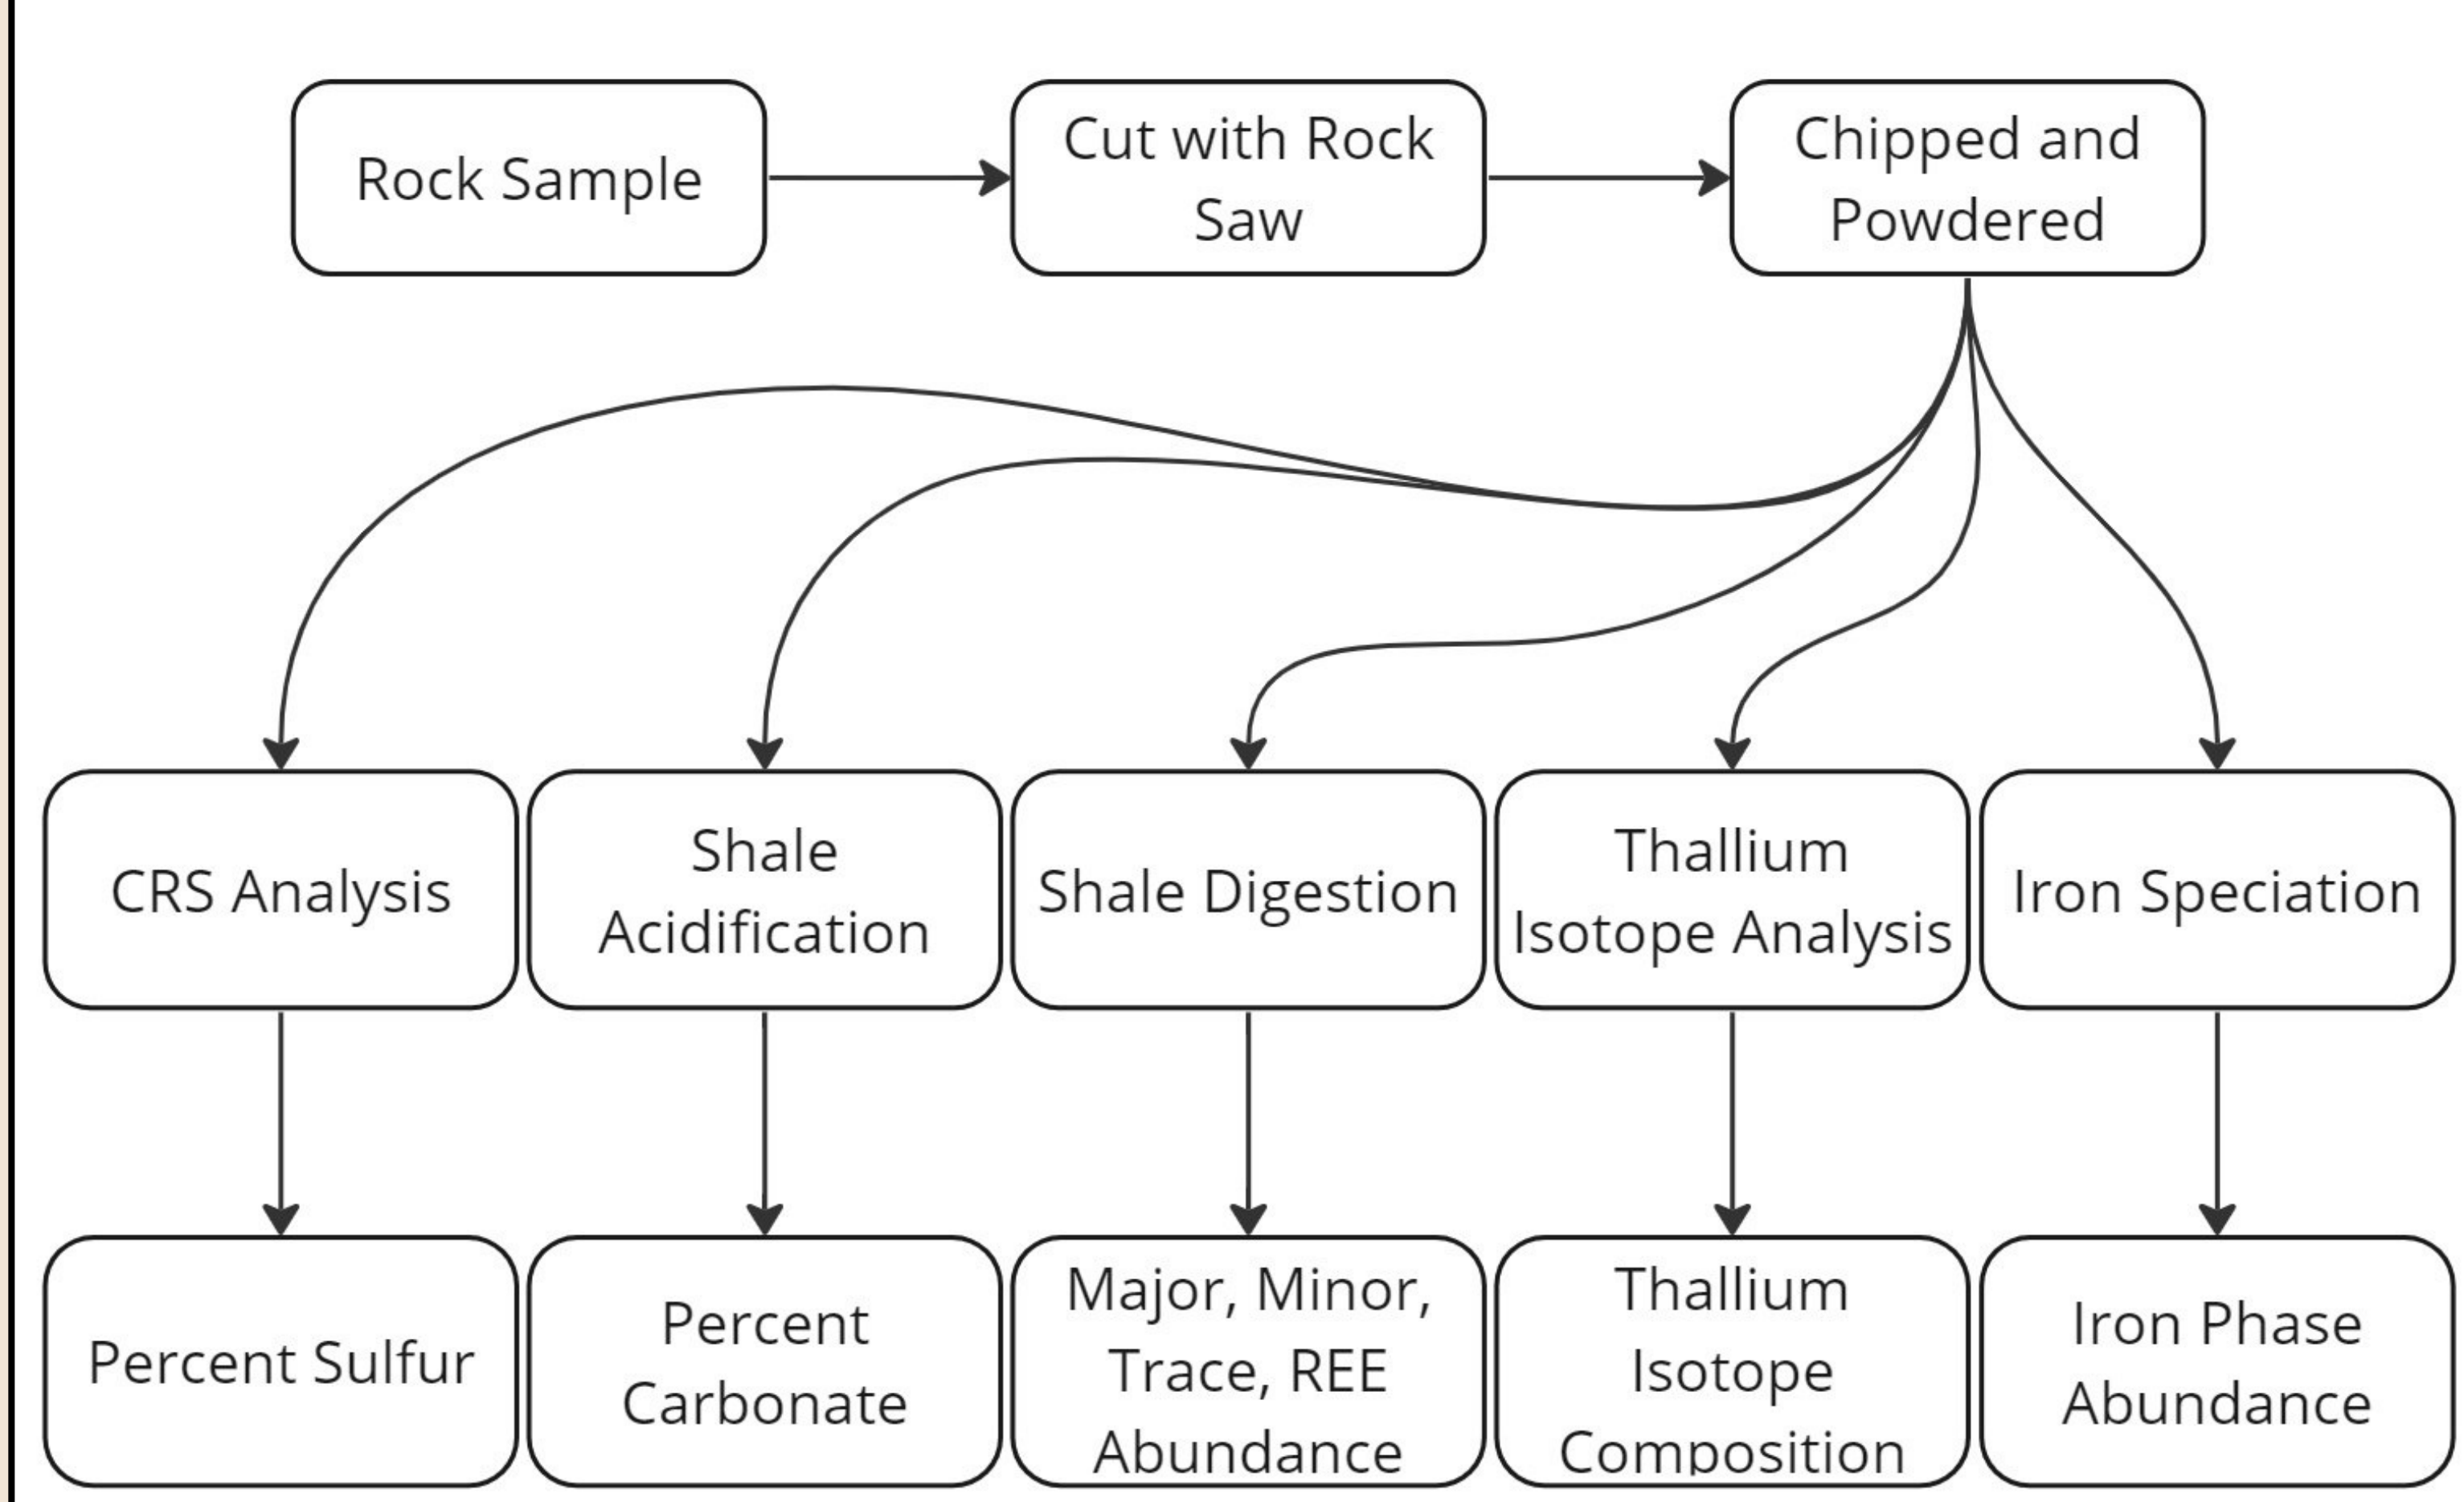 Rock Sample
Cut with Rock
Saw
Chipped and
Powdered
CRS Analysis
Shale
Acidification
Shale Digestion
Thallium
Isotope Analysis
Iron Speciation
Percent Sulfur
Percent
Carbonate
Major, Minor,
Trace, REE
Abundance
Thallium
Isotope
Composition
Iron Phase
Abundance